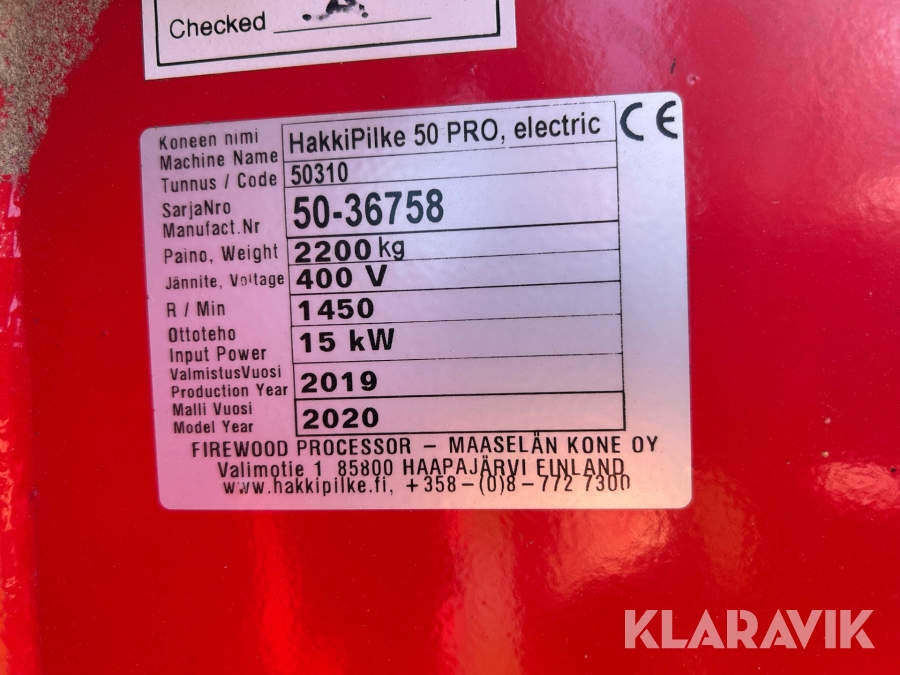 Checked
Koneen nimi
Machine Name
HakkiPilke 50 PRO, electric
CE
Tunnus / Code
50310
SarjaNro
Manufact.Nr
50-36758
Paino, Weight
2200 kg
Jännite, Voltage
400 V
R / Min
1450
Ottoteho
Input Power
15 kW
ValmistusVuosi
Production Year
2019
Malli Vuosi
Model Year
2020
FIREWOOD PROCESSOR – MAASELÄN KONE OY
Valimotie 1 85800 HAAPAJÄRVI FINLAND
www.hakkipilke.fi, +358-(0)8-772 7300
KLARAVIK